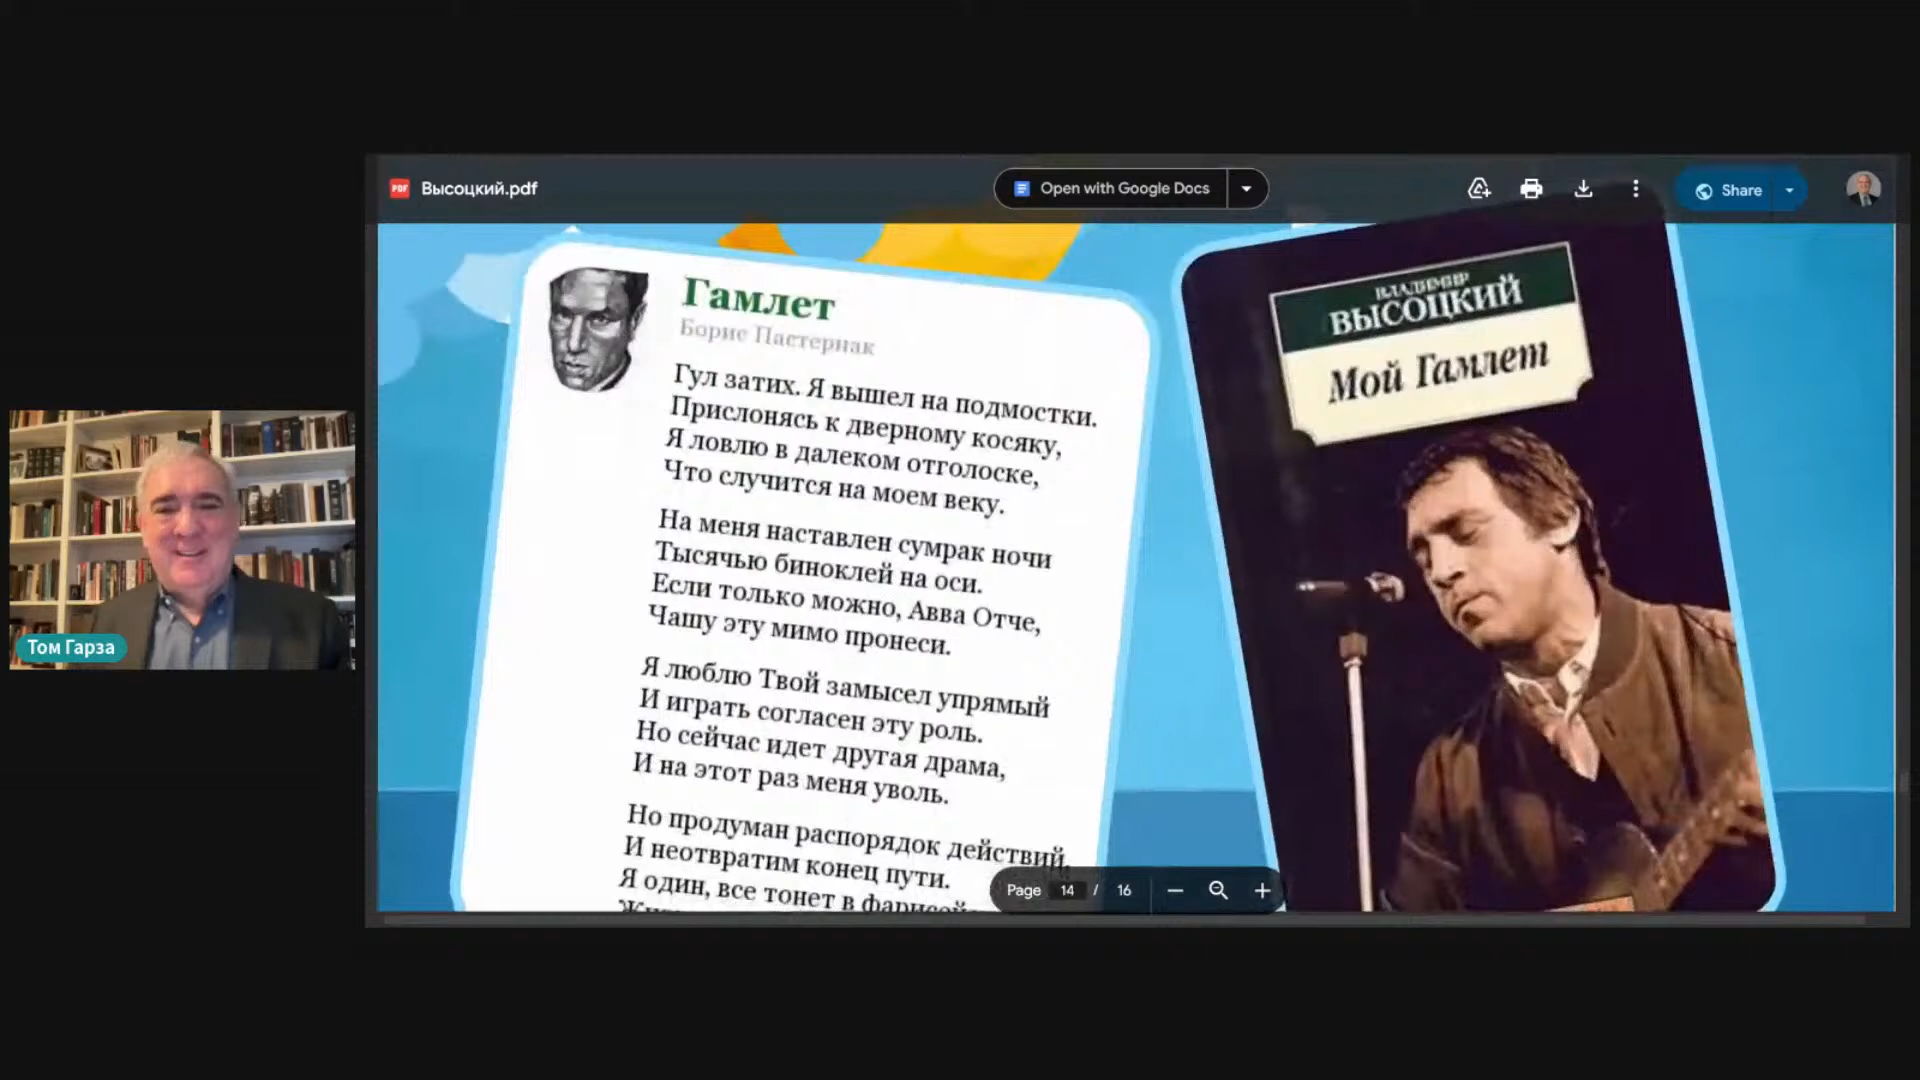 PDF Высоцкий.pdf
Open with Google Docs
Share
Том Гарза
Гамлет
Борис Пастернак
Гул затих. Я вышел на подмостки.
Прислонясь к дверному косяку,
Я ловлю в далеком отголоске,
Что случится на моем веку.
На меня наставлен сумрак ночи
Тысячью биноклей на оси.
Если только можно, Авва Отче,
Чашу эту мимо пронеси.
Я люблю Твой замысел упрямый
И играть согласен эту роль.
Но сейчас идет другая драма,
И на этот раз меня уволь.
Но продуман распорядок действий,
И неотвратим конец пути.
Я один, все тонет в
ВЛАДИМИР
ВЫСОЦКИЙ
Мой Гамлет
Page 14 / 16